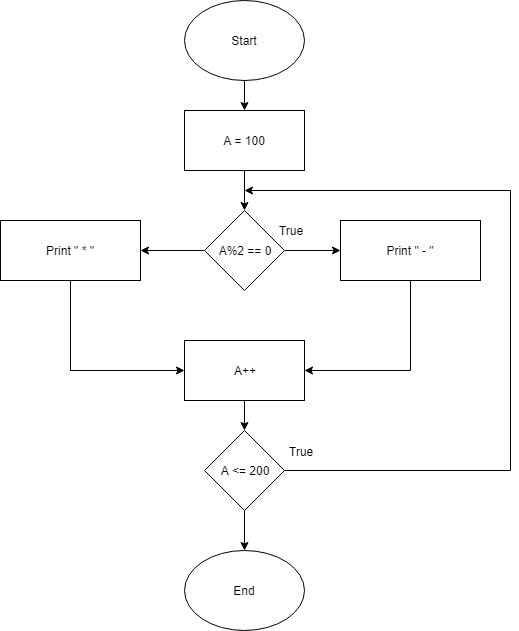 Start
A = 100
True
Print " * "
A%2 == 0
Print " - "
A++
True
A <= 200
End